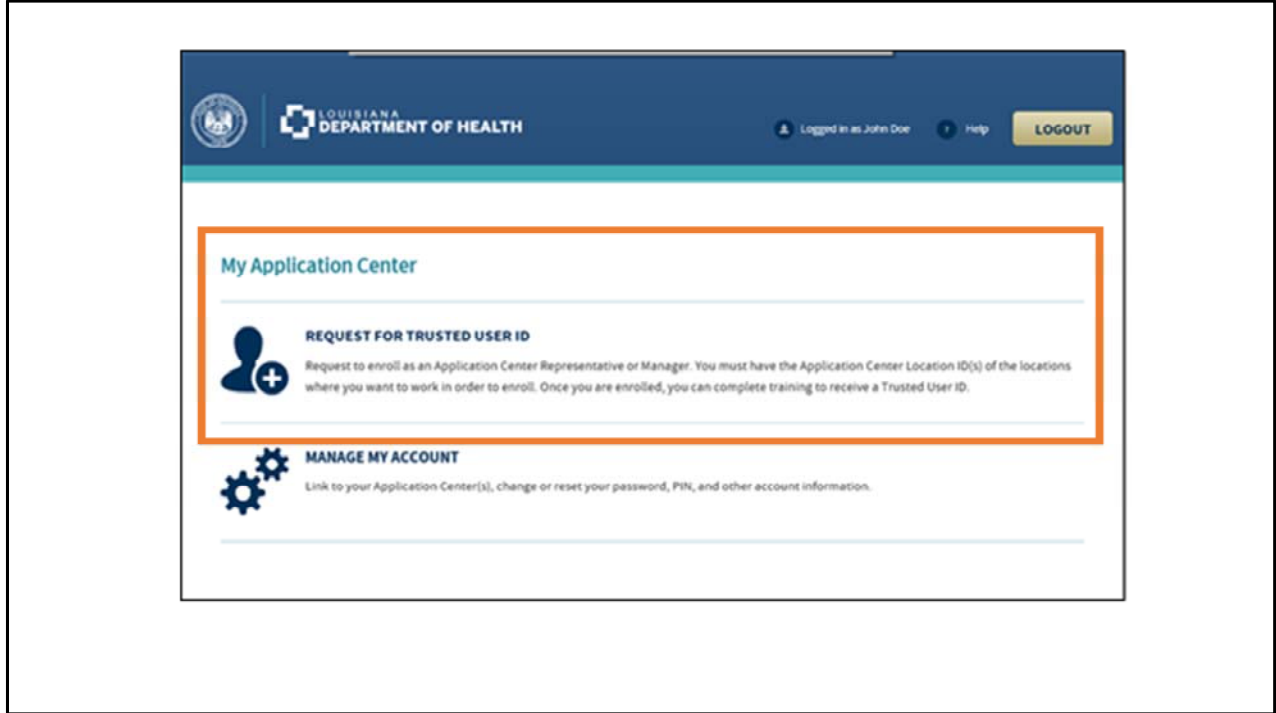 LOUISIANA
DEPARTMENT OF HEALTH
Logged in as John Doe
Help
LOGOUT
My Application Center
REQUEST FOR TRUSTED USER ID
Request to enroll as an Application Center Representative or Manager. You must have the Application Center Location ID(s) of the locations
where you want to work in order to enroll. Once you are enrolled, you can complete training to receive a Trusted User ID.
MANAGE MY ACCOUNT
Link to your Application Center(s), change or reset your password, PIN, and other account information.